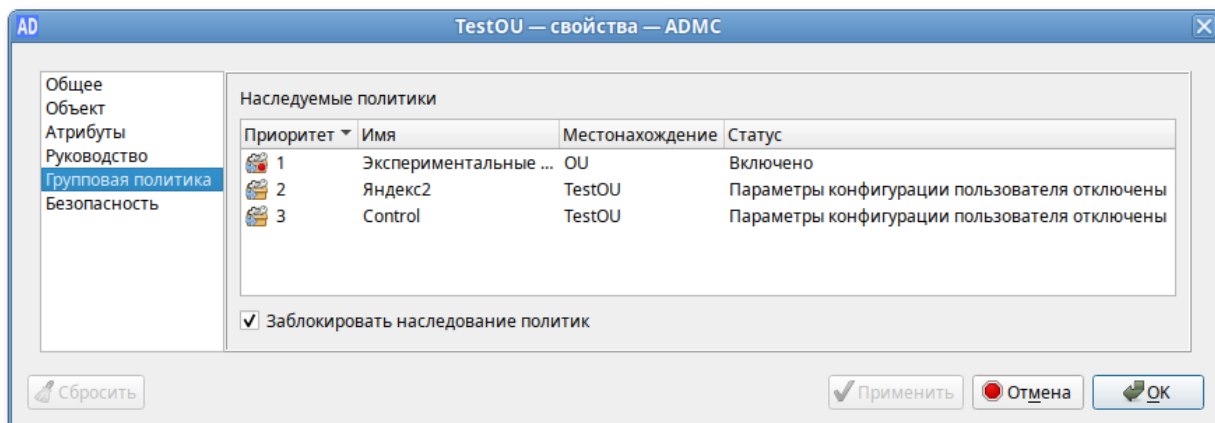 AD TestOU — свойства — ADMC
Общее
Объект
Атрибуты
Руководство
Групповая политика
Безопасность
Наследуемые политики
Приоритет Имя Местонахождение Статус
1 Экспериментальные ... OU Включено
2 Яндекс2 TestOU Параметры конфигурации пользователя отключены
3 Control TestOU Параметры конфигурации пользователя отключены
Заблокировать наследование политик
Сбросить Применить Отмена OK